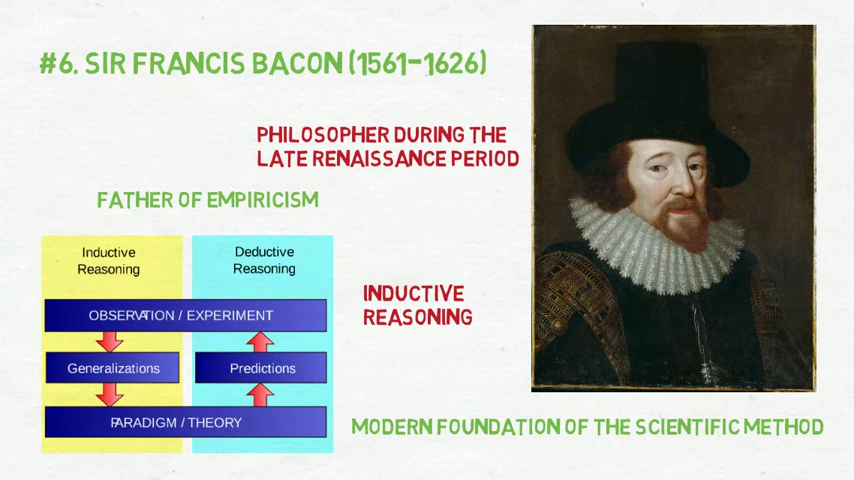 #6. SIR FRANCIS BACON (1561-1626)
PHILOSOPHER DURING THE
LATE RENAISSANCE PERIOD
FATHER OF EMPIRICISM
Inductive
Reasoning
Deductive
Reasoning
OBSERVATION / EXPERIMENT
Generalizations
Predictions
PARADIGM / THEORY
INDUCTIVE
REASONING
MODERN FOUNDATION OF THE SCIENTIFIC METHOD